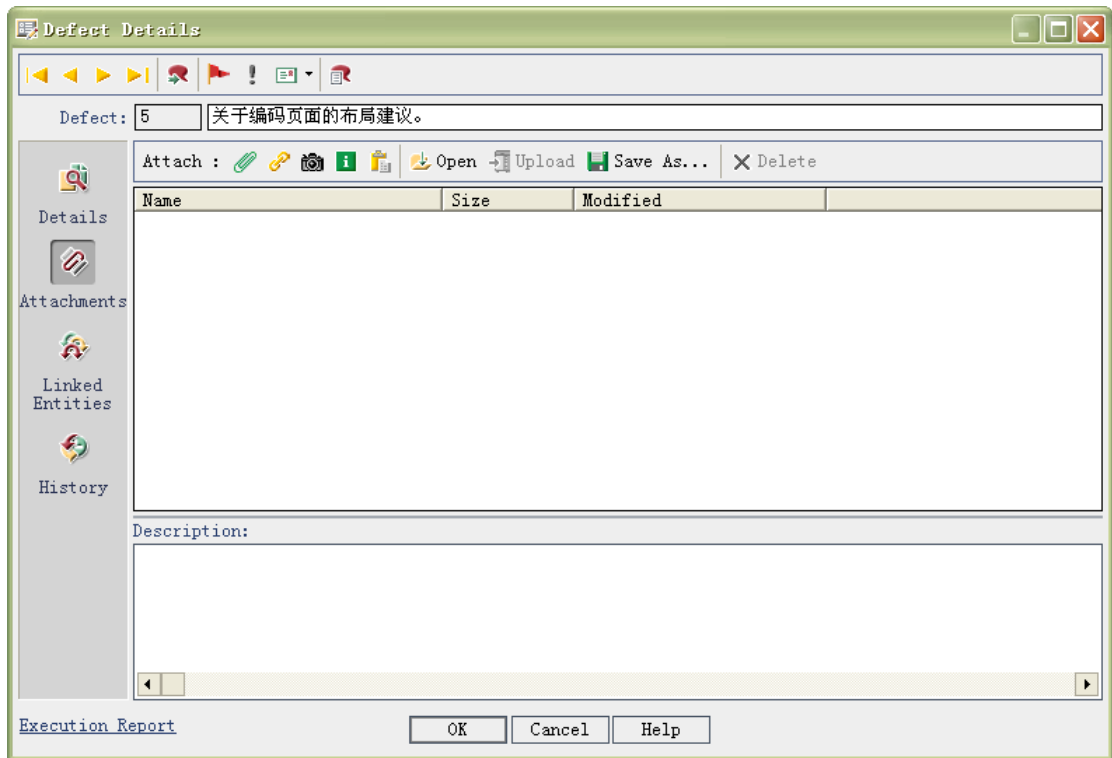 Defect Details
Defect: 5 关于编码页面的布局建议。
Attach : Open Upload Save As... Delete
Details
Attachments
Linked
Entities
History
Name Size Modified
Description:
Execution Report
OK Cancel Help